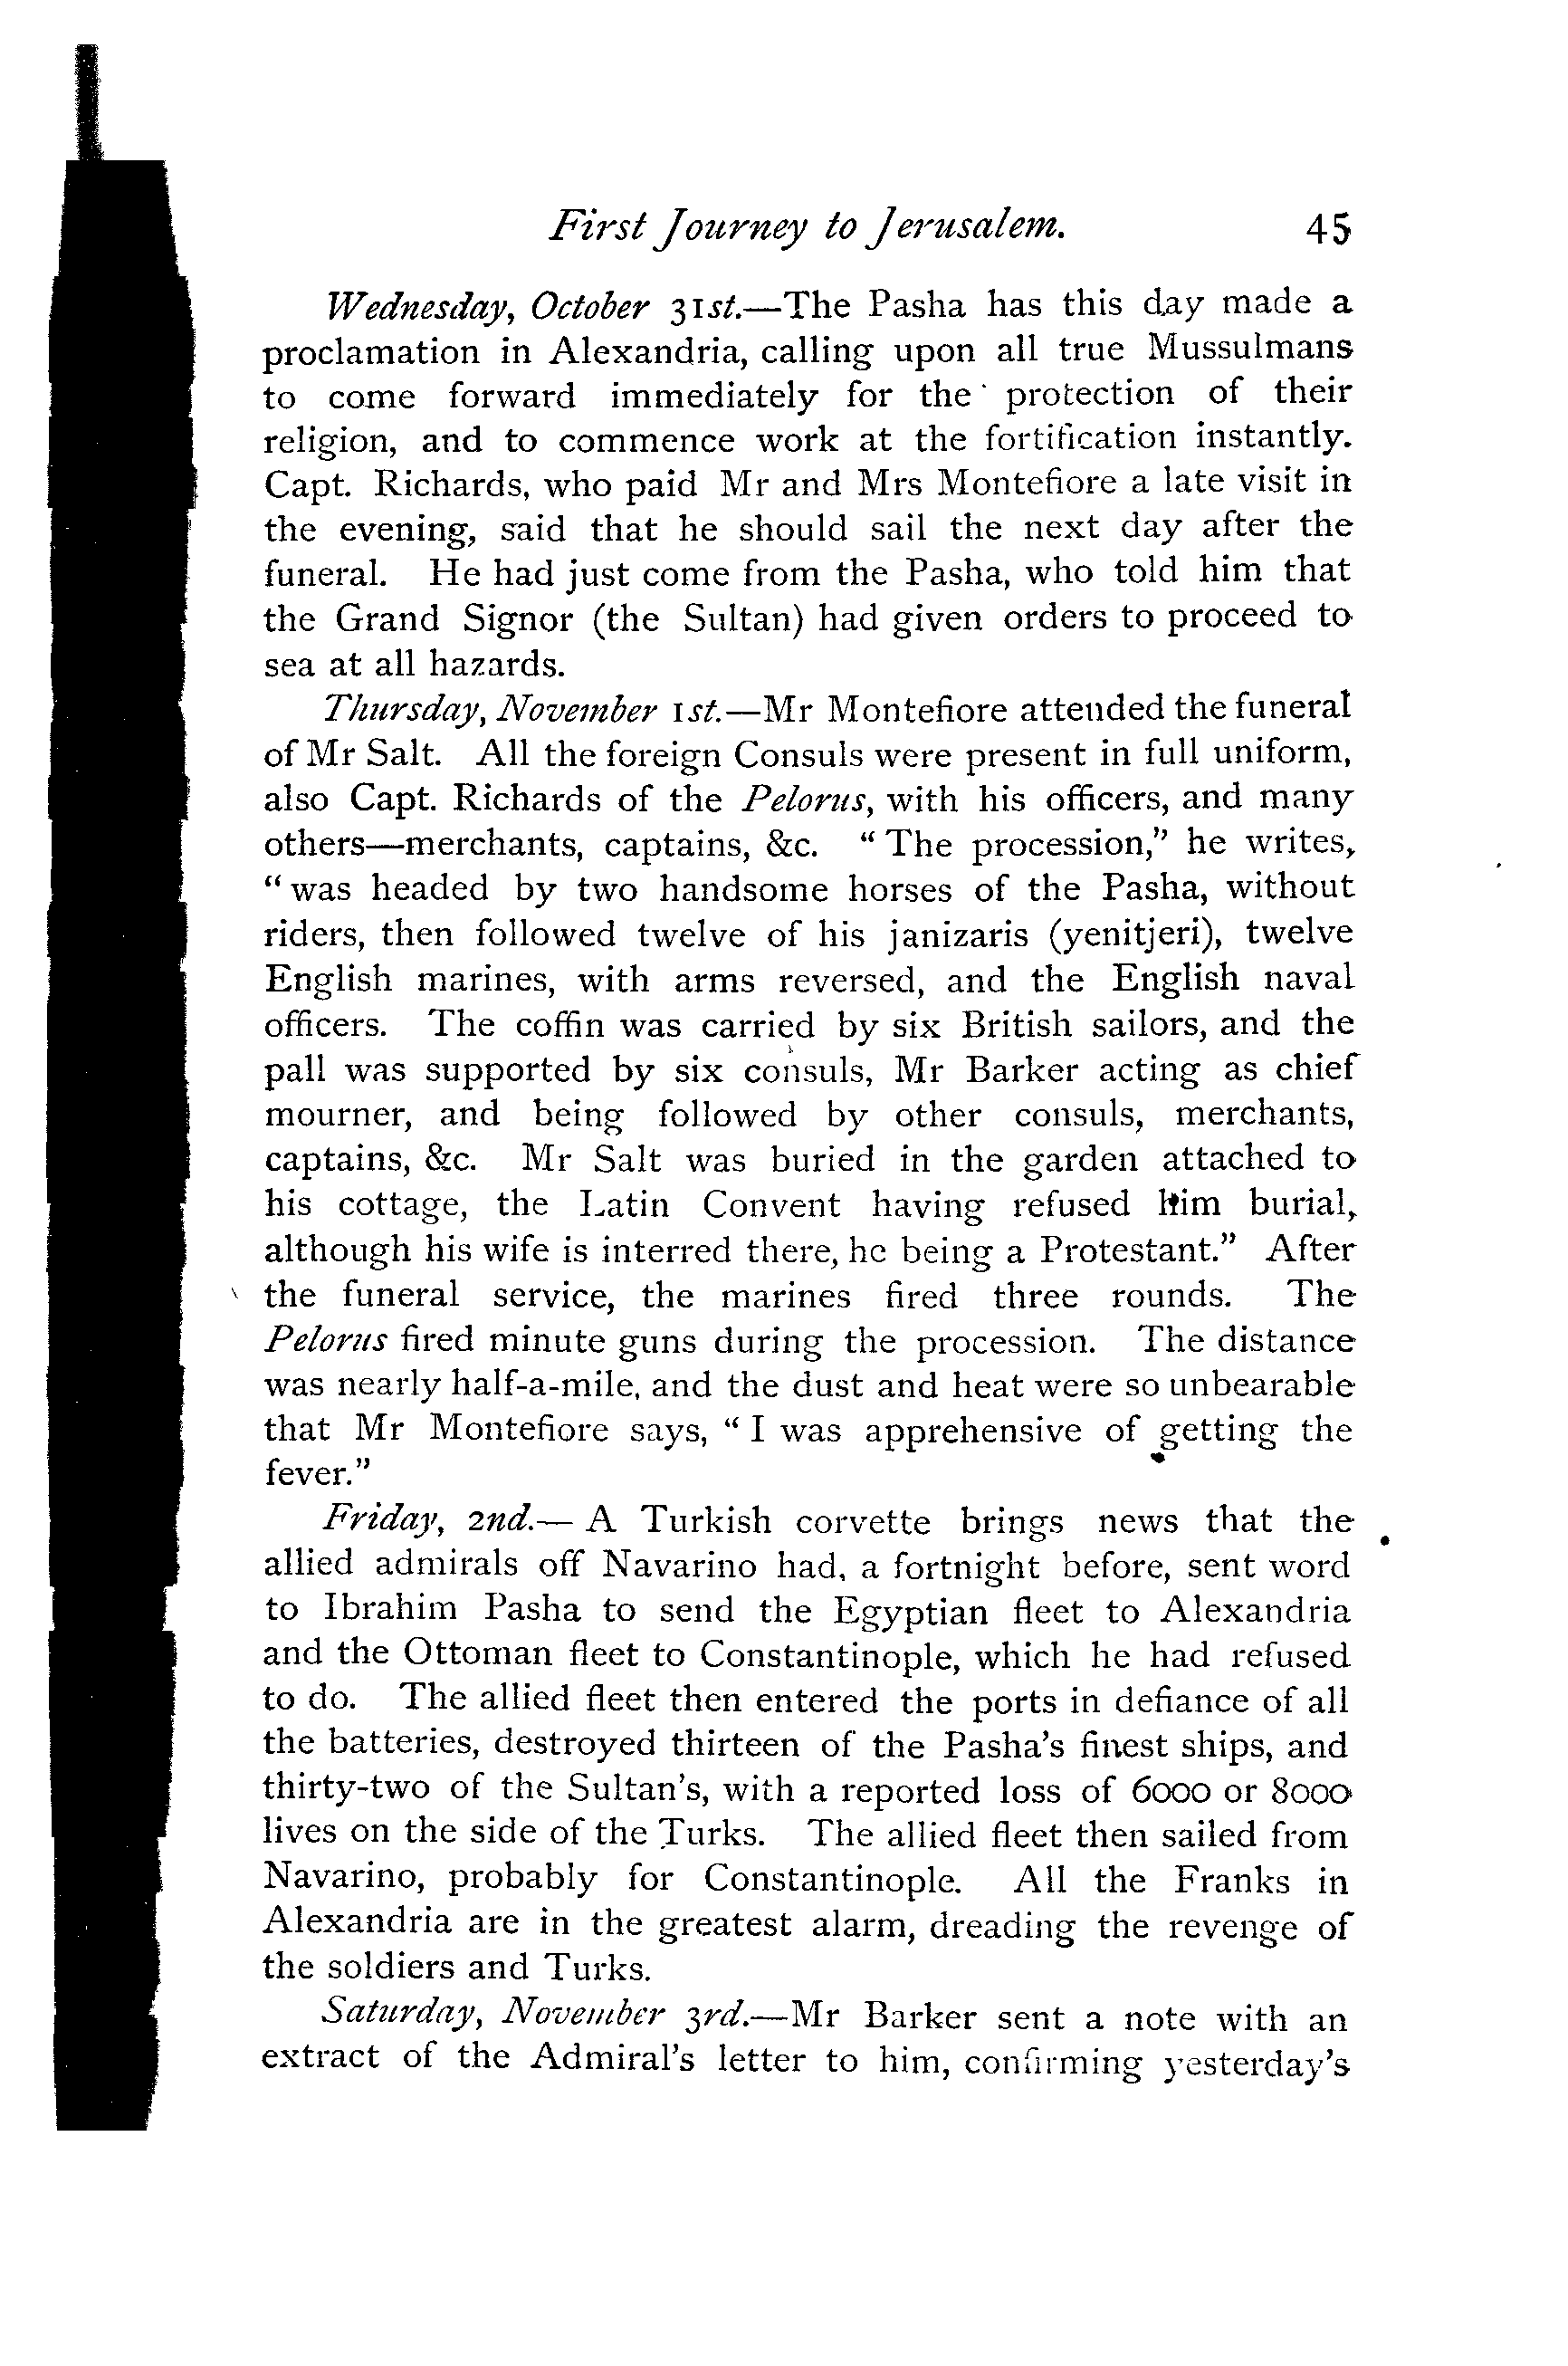 First Journey to Jerusalem. 45
Wednesday, October 31st.—The Pasha has this day made a
proclamation in Alexandria, calling upon all true Mussulmans
to come forward immediately for the protection of their
religion, and to commence work at the fortification instantly.
Capt. Richards, who paid Mr and Mrs Montefiore a late visit in
the evening, said that he should sail the next day after the
funeral. He had just come from the Pasha, who told him that
the Grand Signor (the Sultan) had given orders to proceed to
sea at all hazards.
Thursday, November 1st.—Mr Montefiore attended the funeral
of Mr Salt. All the foreign Consuls were present in full uniform,
also Capt. Richards of the Pelorus, with his officers, and many
others—merchants, captains, &c. “ The procession,” he writes,
“ was headed by two handsome horses of the Pasha, without
riders, then followed twelve of his janizaris (yenitjeri), twelve
English marines, with arms reversed, and the English naval
officers. The coffin was carried by six British sailors, and the
pall was supported by six consuls, Mr Barker acting as chief
mourner, and being followed by other consuls, merchants,
captains, &c. Mr Salt was buried in the garden attached to
his cottage, the Latin Convent having refused him burial,
although his wife is interred there, he being a Protestant.” After
the funeral service, the marines fired three rounds. The
Pelorus fired minute guns during the procession. The distance
was nearly half-a-mile, and the dust and heat were so unbearable
that Mr Montefiore says, “ I was apprehensive of getting the
fever.”
Friday, 2nd.— A Turkish corvette brings news that the
allied admirals off Navarino had, a fortnight before, sent word
to Ibrahim Pasha to send the Egyptian fleet to Alexandria
and the Ottoman fleet to Constantinople, which he had refused
to do. The allied fleet then entered the ports in defiance of all
the batteries, destroyed thirteen of the Pasha’s finest ships, and
thirty-two of the Sultan’s, with a reported loss of 6000 or 8000
lives on the side of the Turks. The allied fleet then sailed from
Navarino, probably for Constantinople. All the Franks in
Alexandria are in the greatest alarm, dreading the revenge of
the soldiers and Turks.
Saturday, November 3rd.—Mr Barker sent a note with an
extract of the Admiral’s letter to him, confirming yesterday’s